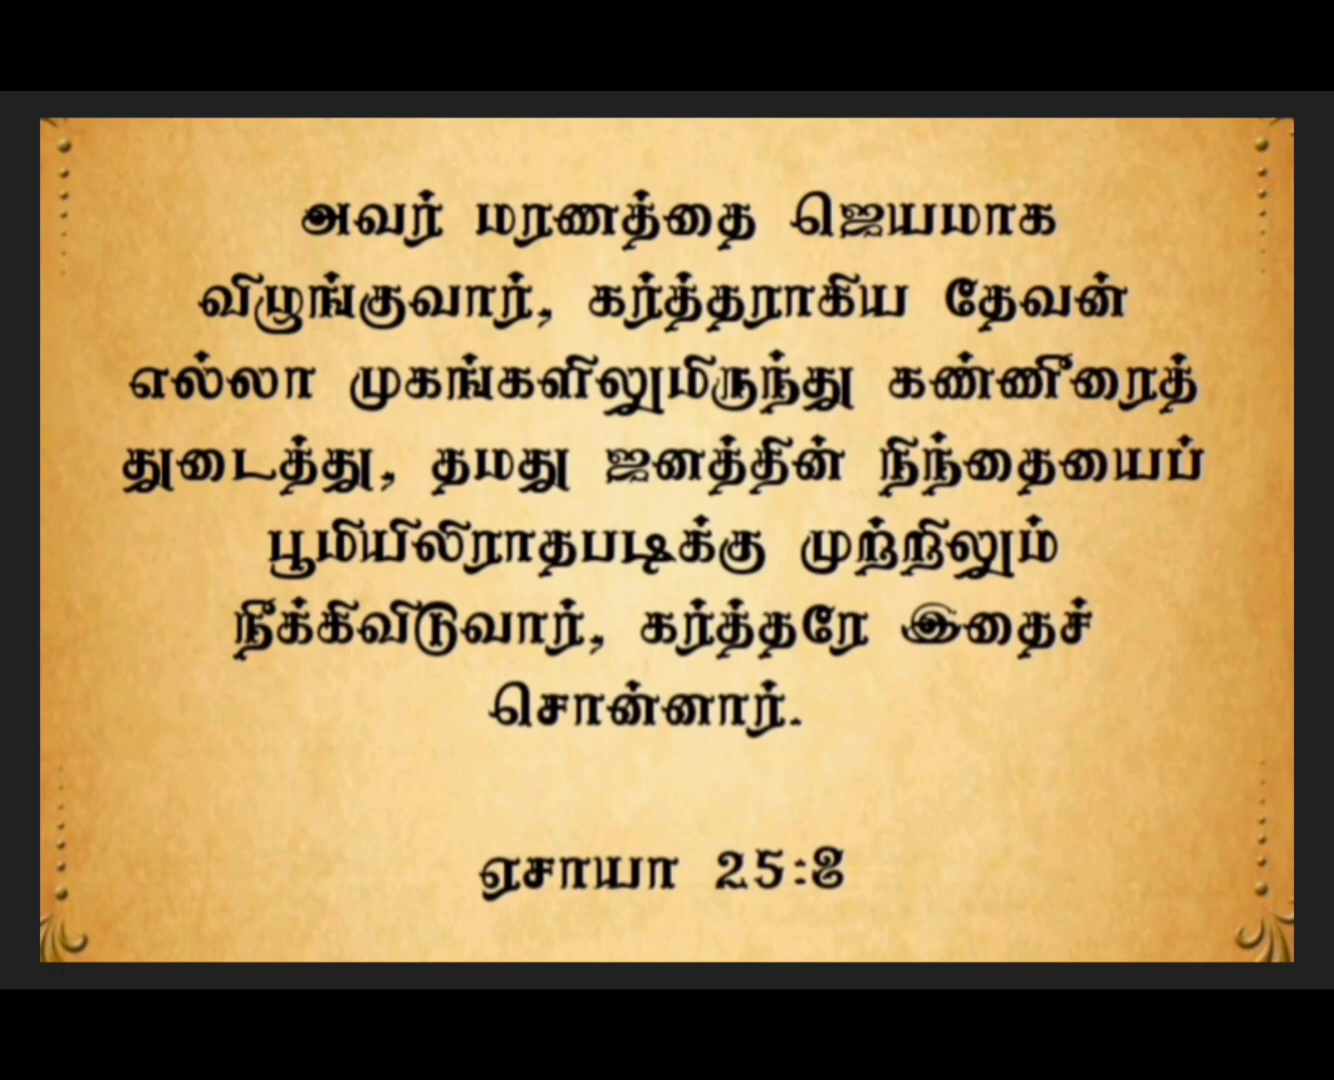 அவர் மரணத்தை ஜெயமாக
விழுங்குவார், கர்த்தராகிய தேவன்
எல்லா முகங்களிலுமிருந்து கண்ணீரைத்
துடைத்து, தமது ஜனத்தின் நிந்தையைப்
பூமியிலிராதபடிக்கு முற்றிலும்
நீக்கிவிடுவார், கர்த்தரே இதைச்
சொன்னார்.
ஏசாயா 25:8